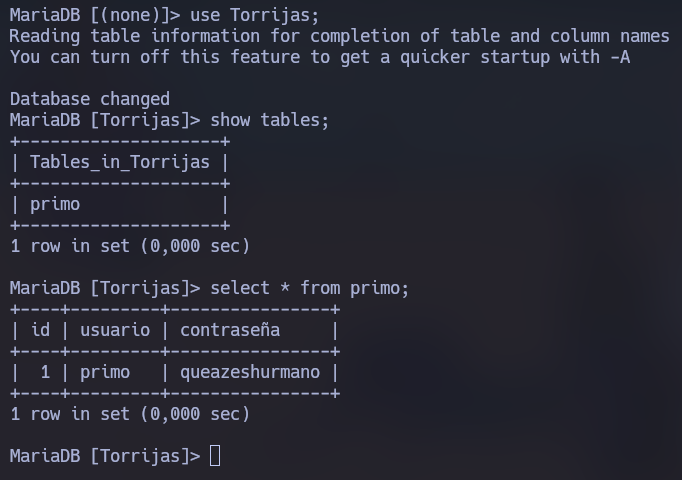 MariaDB [(none)]> use Torrijas;
Reading table information for completion of table and column names
You can turn off this feature to get a quicker startup with -A
Database changed
MariaDB [Torrijas]> show tables;
+--------------------+
| Tables_in_Torrijas |
+--------------------+
| primo              |
+--------------------+
1 row in set (0,000 sec)
MariaDB [Torrijas]> select * from primo;
+----+---------+----------------+
| id | usuario | contraseña     |
+----+---------+----------------+
|  1 | primo   | queazeshurmano |
+----+---------+----------------+
1 row in set (0,000 sec)
MariaDB [Torrijas]>